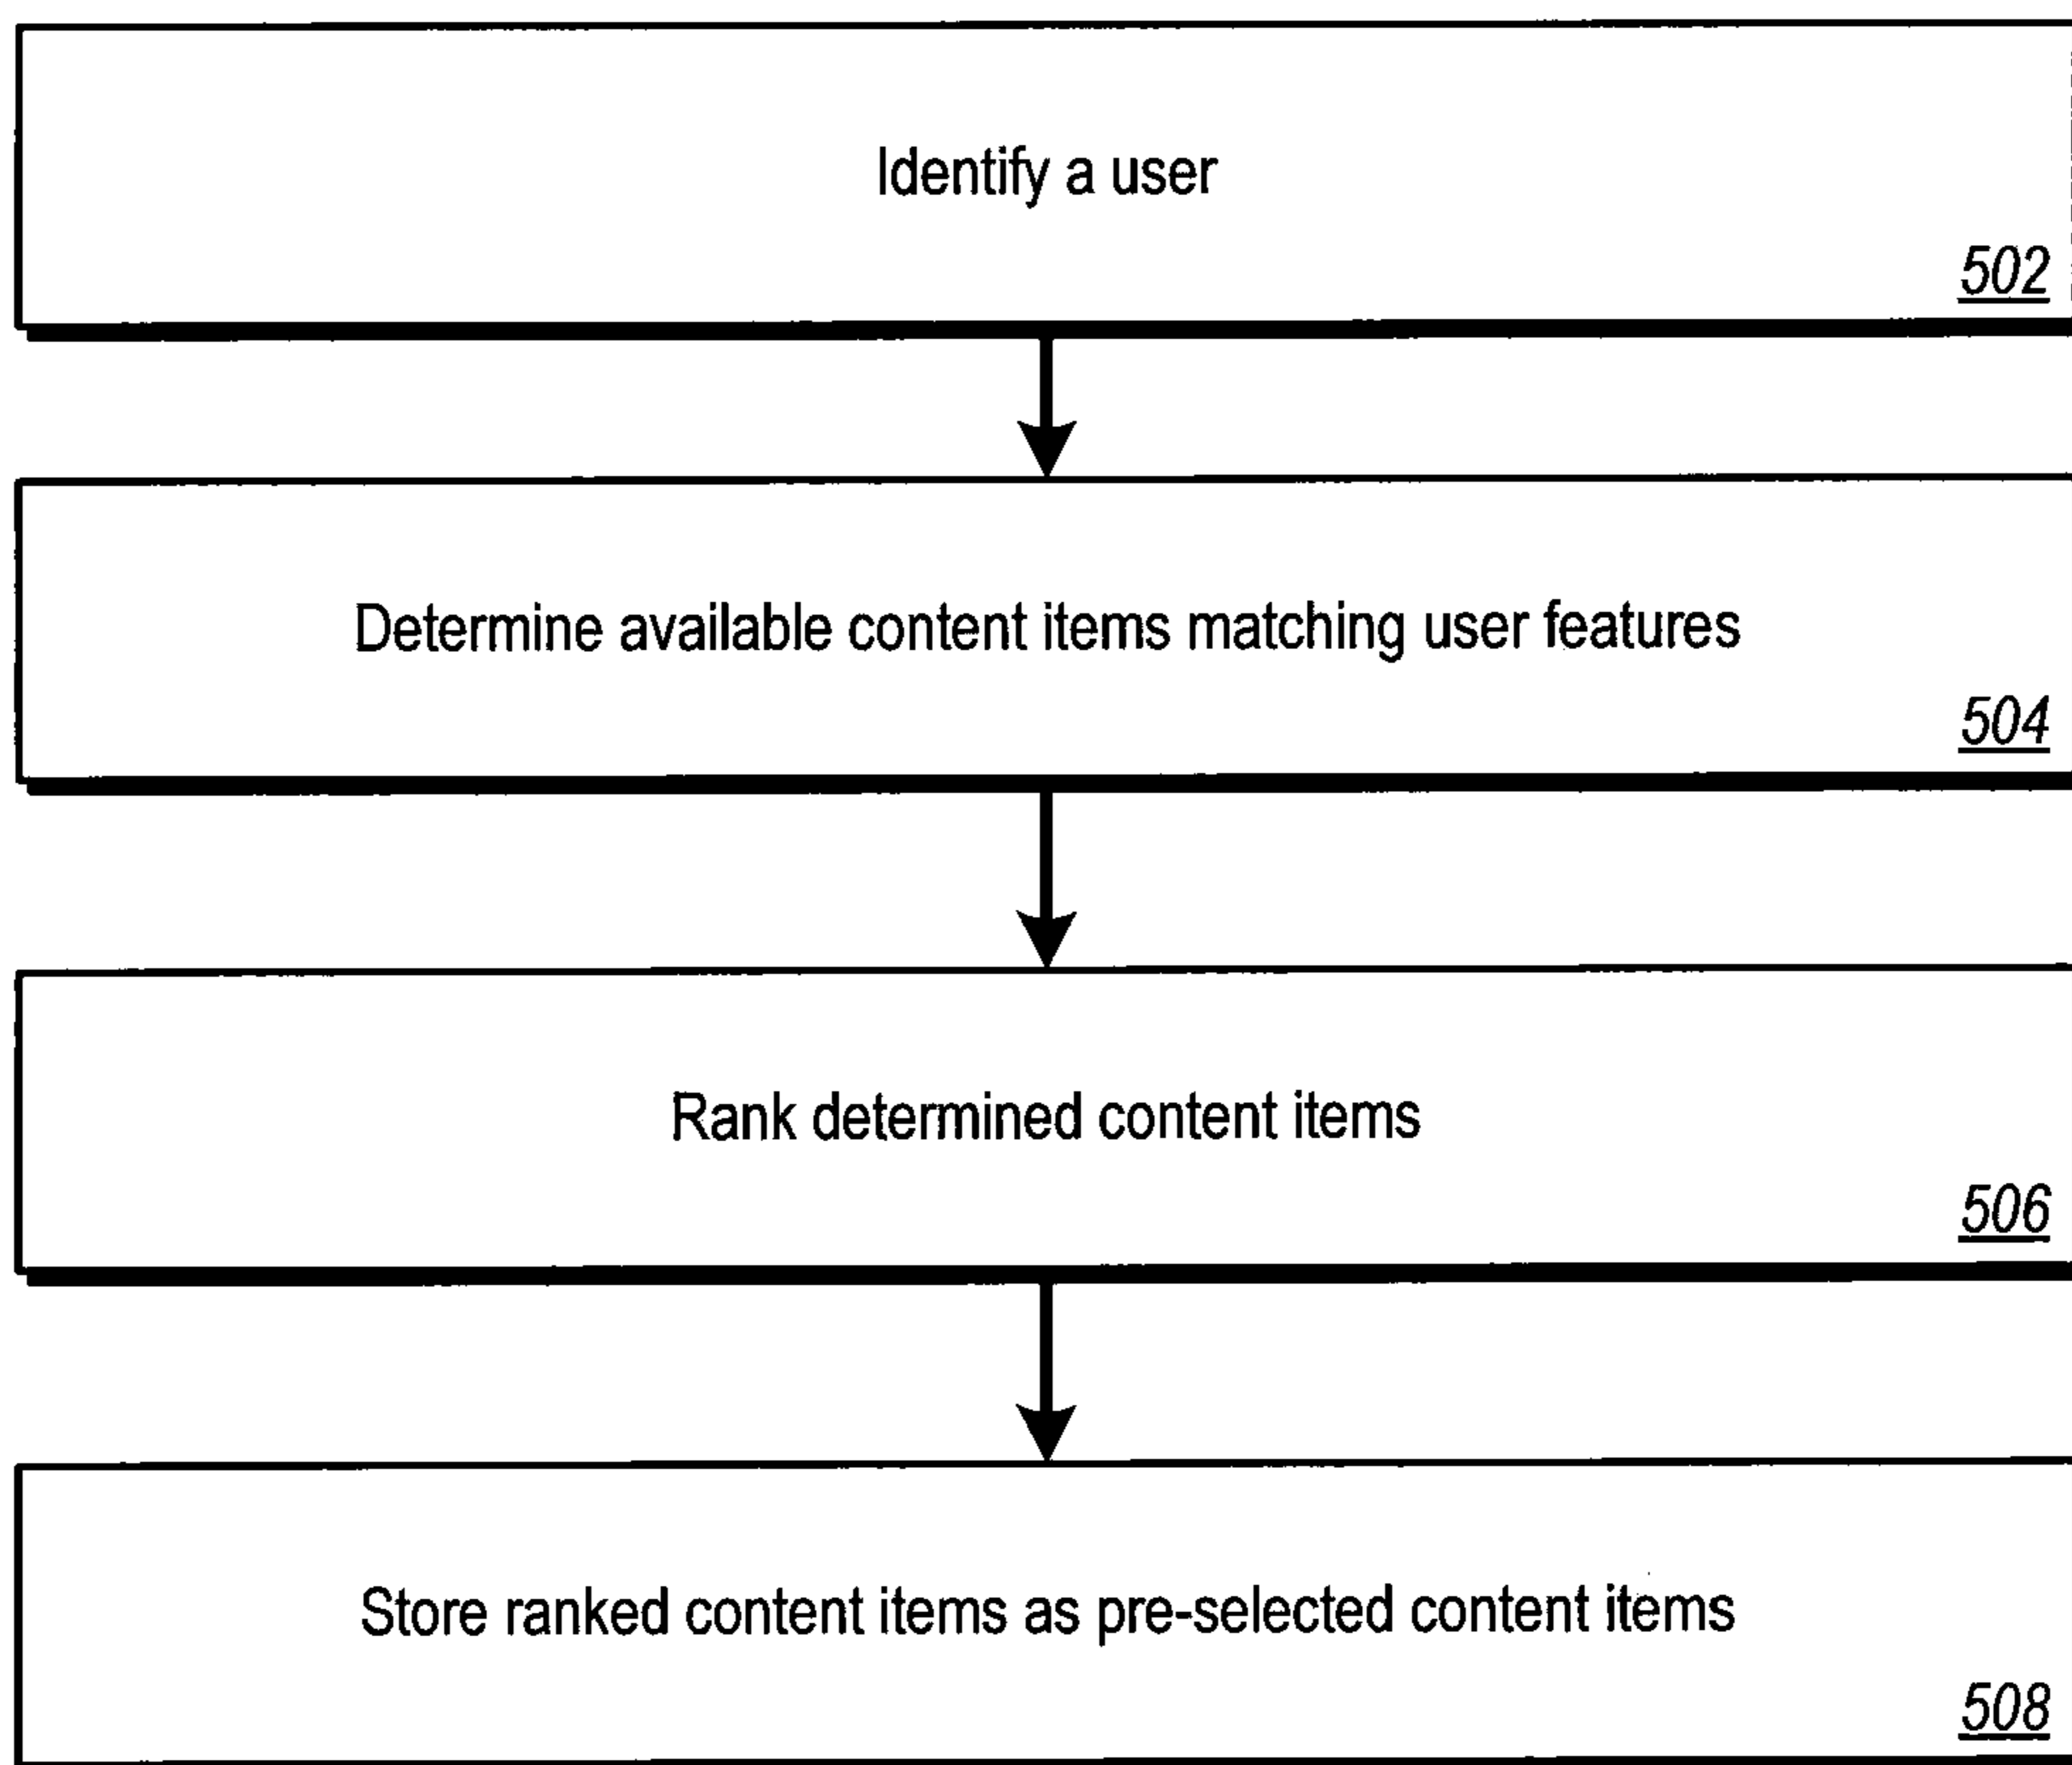 Identify a user
502
Determine available content items matching user features
504
Rank determined content items
506
Store ranked content items as pre-selected content items
508